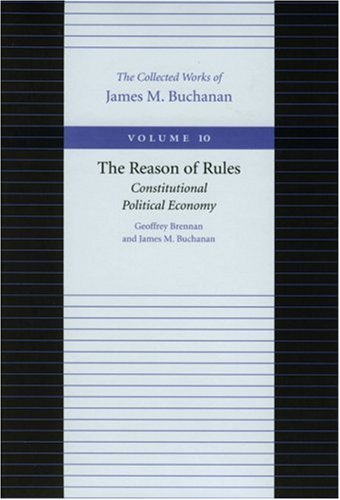 The Collected Works of
James M. Buchanan
VOLUME 10
The Reason of Rules
Constitutional
Political Economy
Geoffrey Brennan
and James M. Buchanan